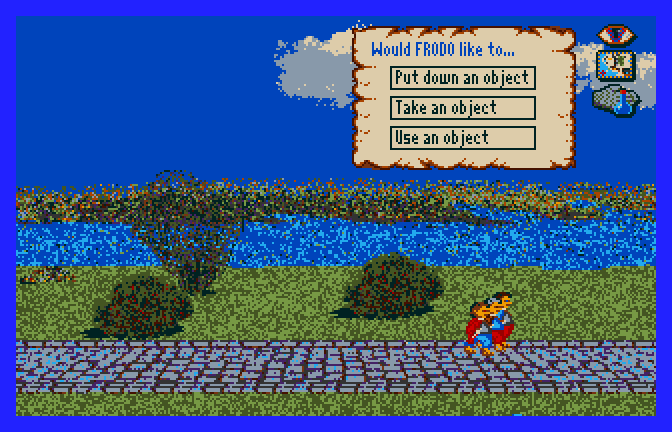 Would FRODO like to...
Put down an object
Take an object
Use an object